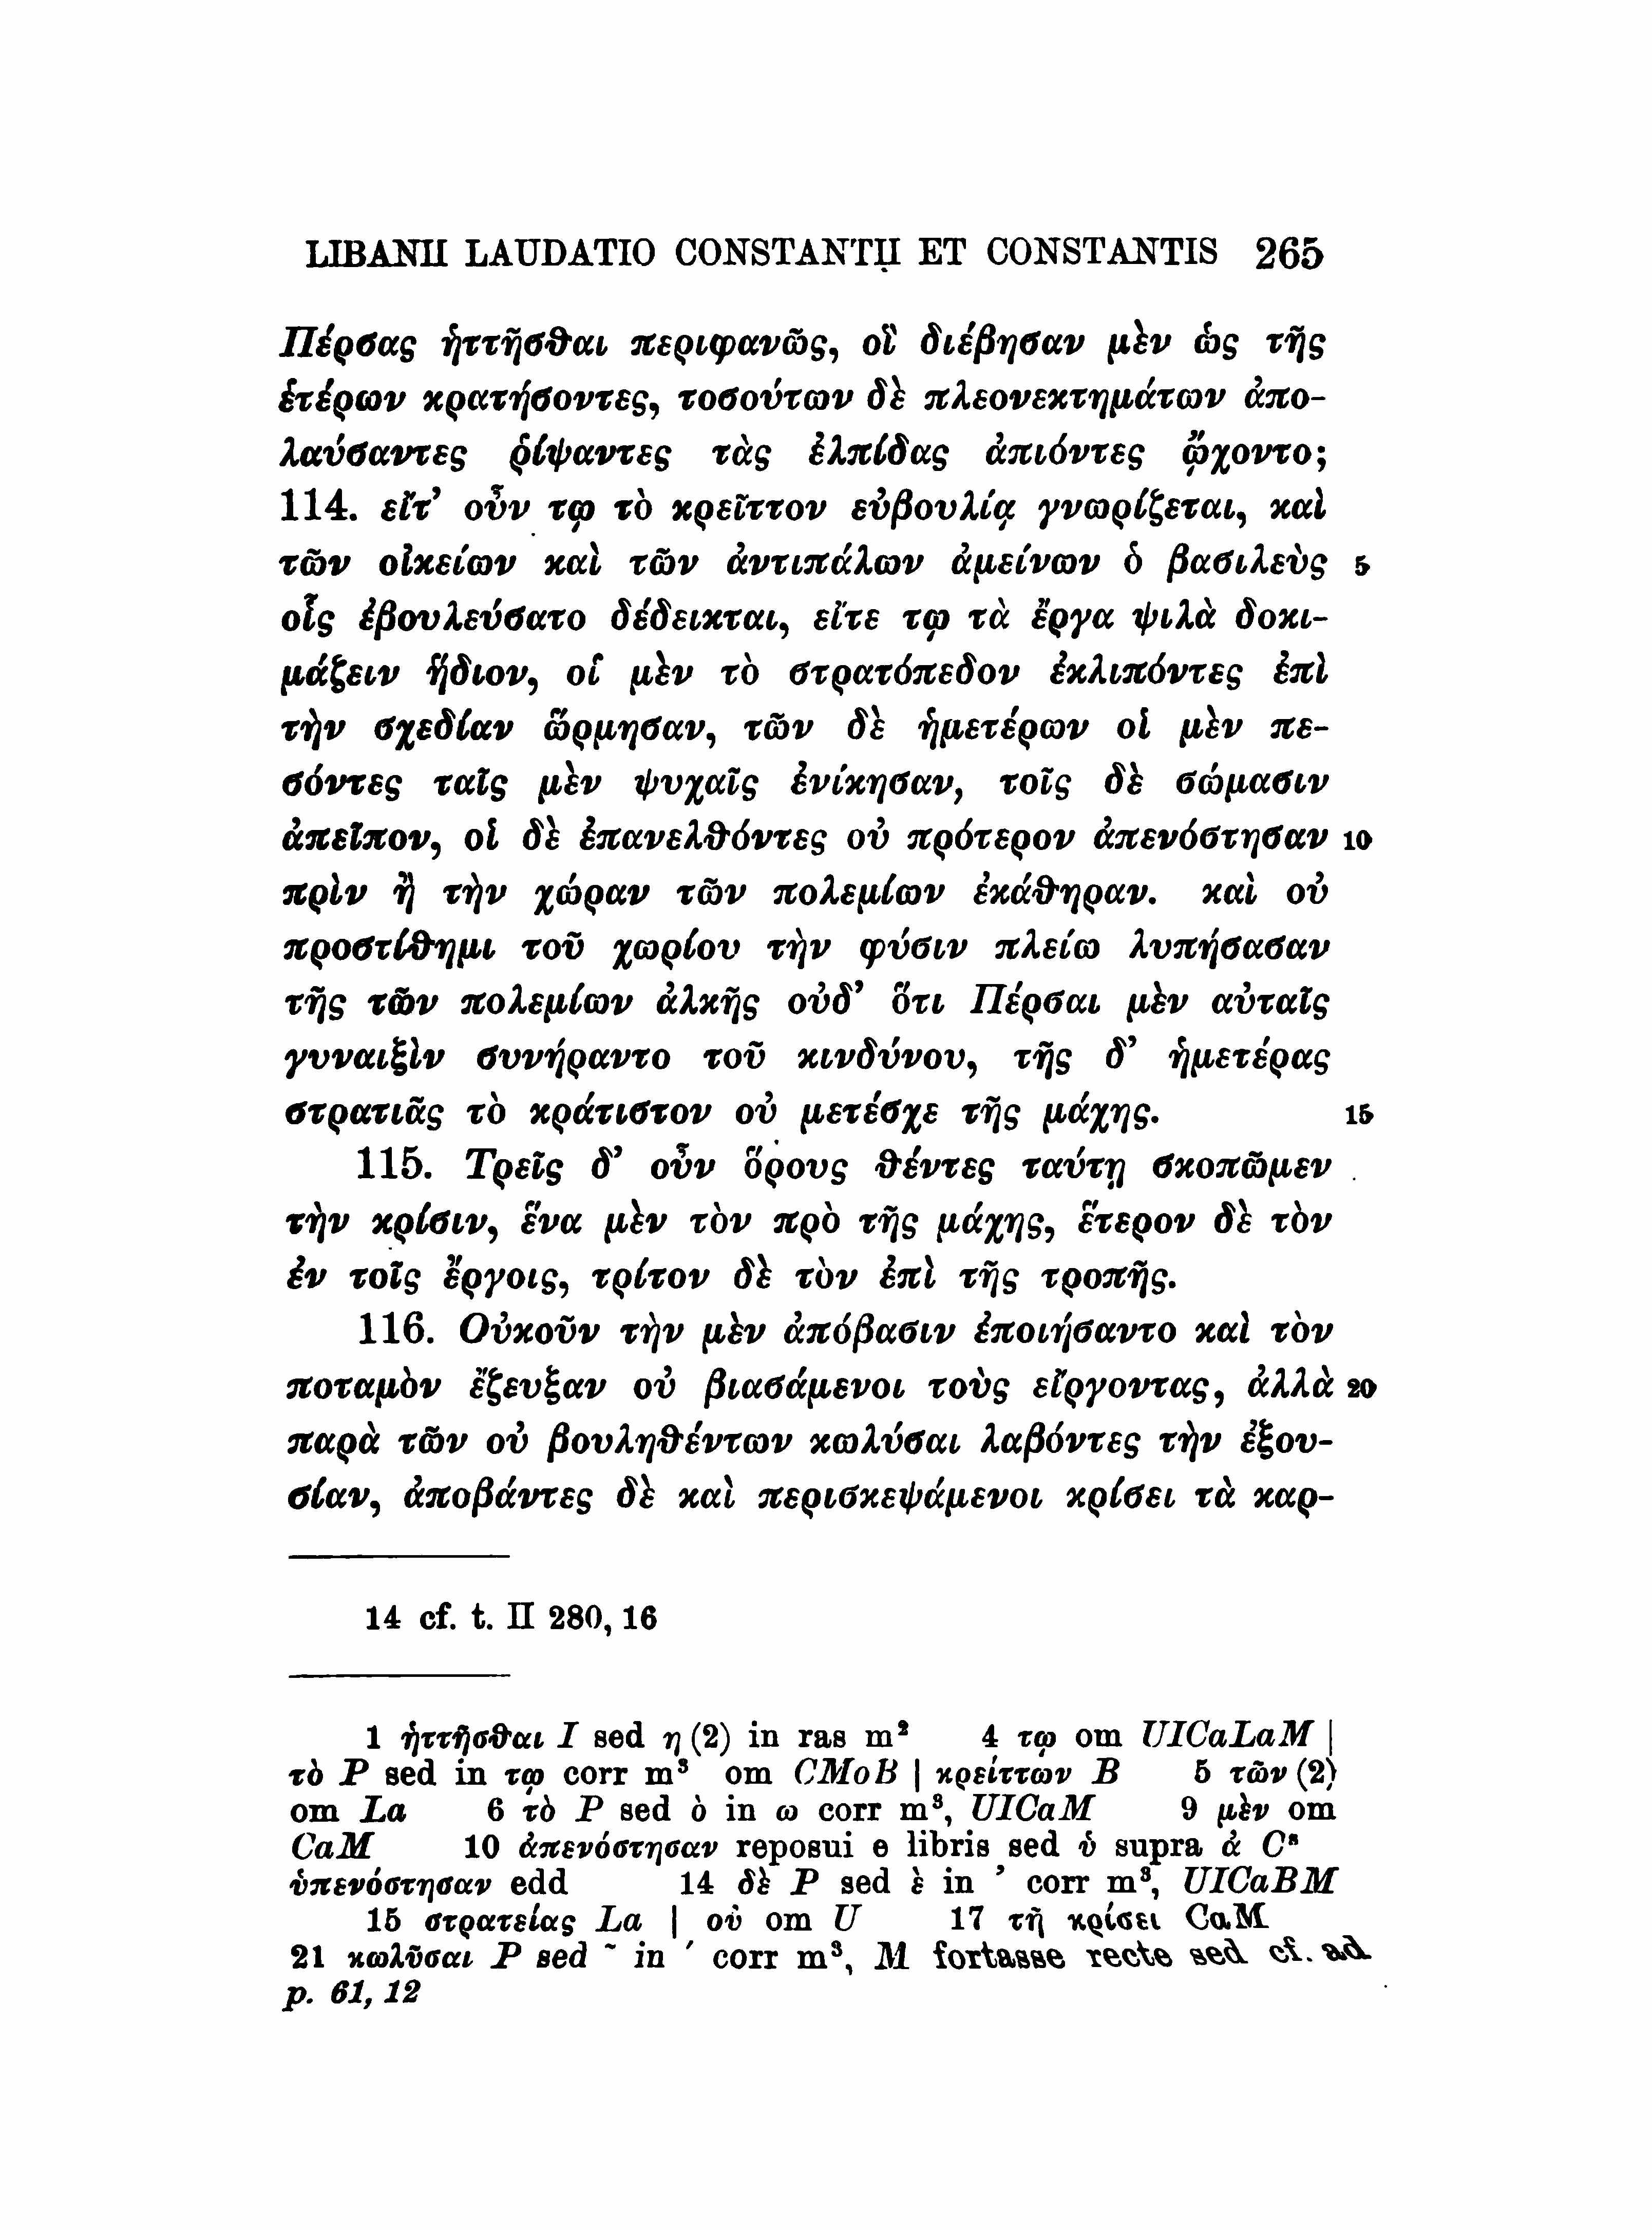 LIBANII LAUDATIO CONSTANTII ET CONSTANTIS 265
Πέρσας ἡττῆσθαι περιφανῶς, οἳ διέβησαν μὲν ὡς τῆς
ἑτέρων κρατήσοντες, τοσούτων δὲ πλεονεκτημάτων ἀπο-
λαύσαντες ῥίψαντες τὰς ἐλπίδας ἀπιόντες ᾤχοντο;
114. εἴτ’ οὖν τῳ τὸ κρεῖττον εὐβουλίᾳ γνωρίζεται, καὶ
τῶν οἰκείων καὶ τῶν ἀντιπάλων ἀμείνων ὁ βασιλεὺς 5
οἷς ἐβουλεύσατο δέδεικται, εἴτε τῳ τὰ ἔργα ψιλὰ δοκι-
μάζειν ἥδιον, οἱ μὲν τὸ στρατόπεδον ἐκλιπόντες ἐπὶ
τὴν σχεδίαν ὥρμησαν, τῶν δὲ ἡμετέρων οἱ μὲν πε-
σόντες ταῖς μὲν ψυχαῖς ἐνίκησαν, τοῖς δὲ σώμασιν
ἀπεῖπον, οἱ δὲ ἐπανελθόντες οὐ πρότερον ἀπενόστησαν 10
πρὶν ἢ τὴν χώραν τῶν πολεμίων ἐκάθηραν. καὶ οὐ
προστίθημι τοῦ χωρίου τὴν φύσιν πλείω λυπήσασαν
τῆς τῶν πολεμίων ἀλκῆς οὐδ’ ὅτι Πέρσαι μὲν αὐταῖς
γυναιξὶν συνήραντο τοῦ κινδύνου, τῆς δ’ ἡμετέρας
στρατιᾶς τὸ κράτιστον οὐ μετέσχε τῆς μάχης. 15
115. Τρεῖς δ’ οὖν ὅρους θέντες ταύτῃ σκοπῶμεν
τὴν κρίσιν, ἕνα μὲν τὸν πρὸ τῆς μάχης, ἕτερον δὲ τὸν
ἐν τοῖς ἔργοις, τρίτον δὲ τὸν ἐπὶ τῆς τροπῆς.
116. Οὐκοῦν τὴν μὲν ἀπόβασιν ἐποιήσαντο καὶ τὸν
ποταμὸν ἔζευξαν οὐ βιασάμενοι τοὺς εἴργοντας, ἀλλὰ 20
παρὰ τῶν οὐ βουληθέντων κωλύσαι λαβόντες τὴν ἐξου-
σίαν, ἀποβάντες δὲ καὶ περισκεψάμενοι κρίσει τὰ καρ-
14 cf. t. II 280, 16
1 ἡττῆσθαι I sed η (2) in ras m² 4 τῳ om UICaLaM |
τὸ P sed in τῳ corr m³ om CMoB | κρείττων B 5 τῶν (2)
om La 6 τὸ P sed ὸ in ω corr m³, UICaM 9 μὲν om
CaM 10 ἀπενόστησαν reposui e libris sed ὑ supra ἀ C⁸
ὑπενόστησαν edd 14 δὲ P sed ὲ in ’ corr m³, UICaBM
15 στρατείας La | οὐ om U 17 τῇ κρίσει CaM
21 κωλῦσαι P sed ῀ in ΄ corr m³, M fortasse recte sed cf. ad
p. 61, 12